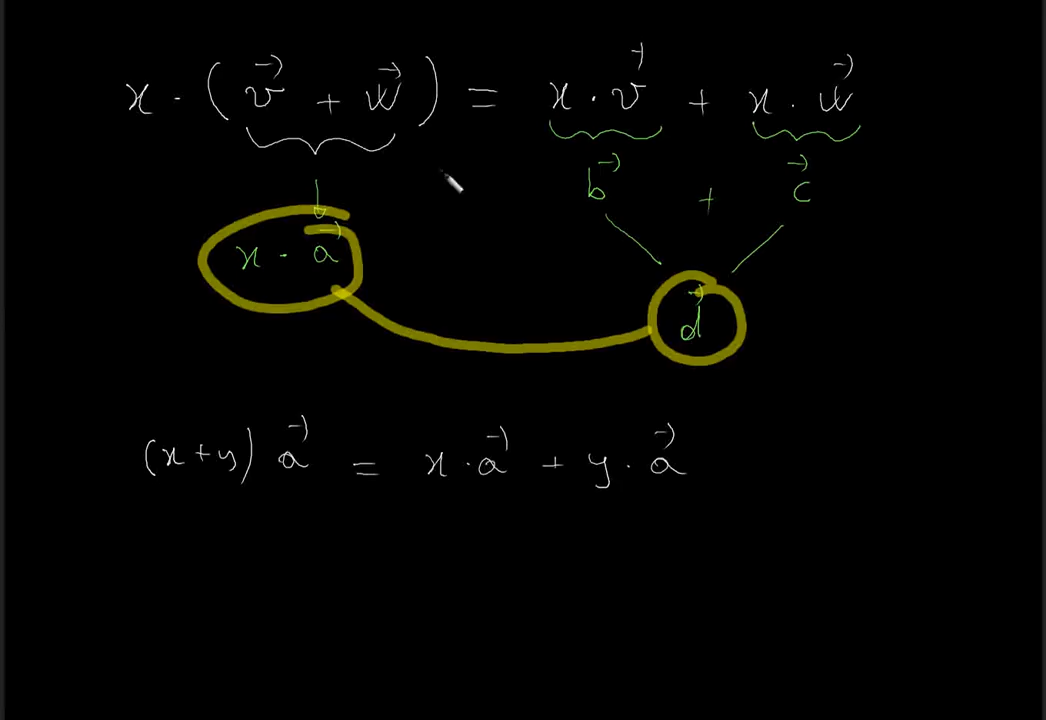 x · (v⃗ + w⃗) = x · v⃗ + x · w⃗
b⃗ + c⃗
x · a⃗
d⃗
(x+y) a⃗ = x · a⃗ + y · a⃗